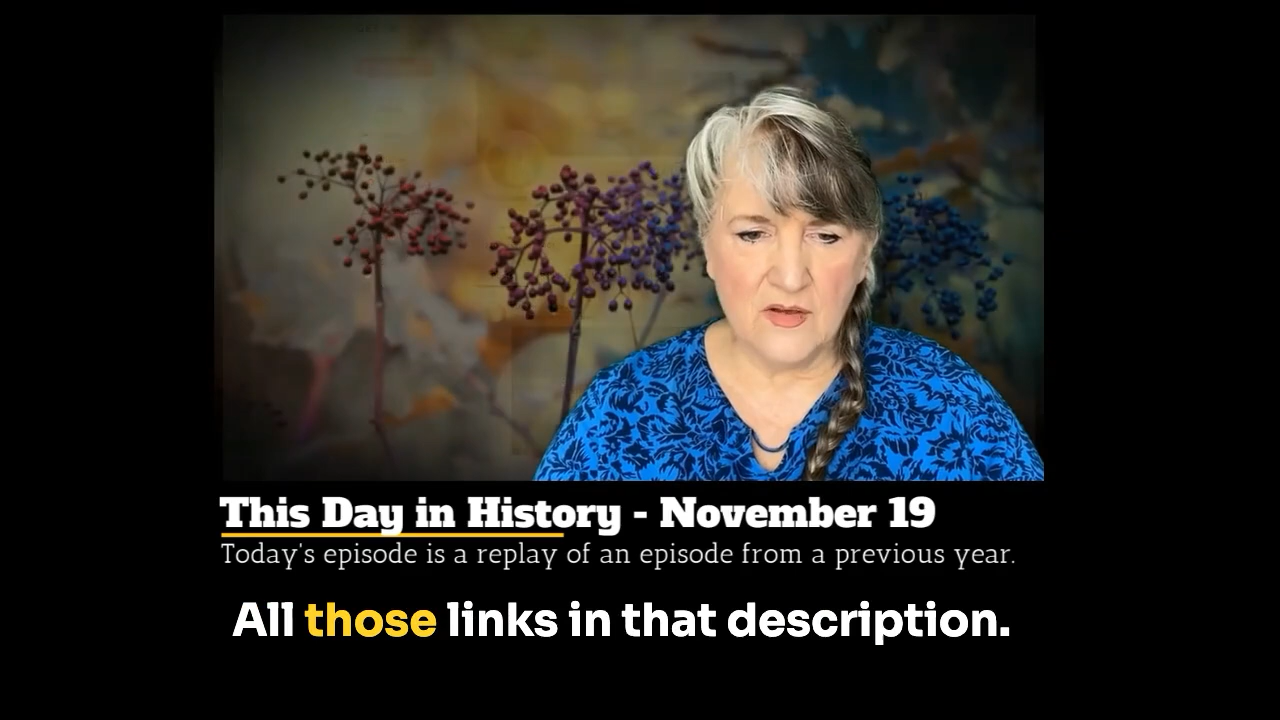 This Day in History - November 19
Today's episode is a replay of an episode from a previous year.
All those links in that description.